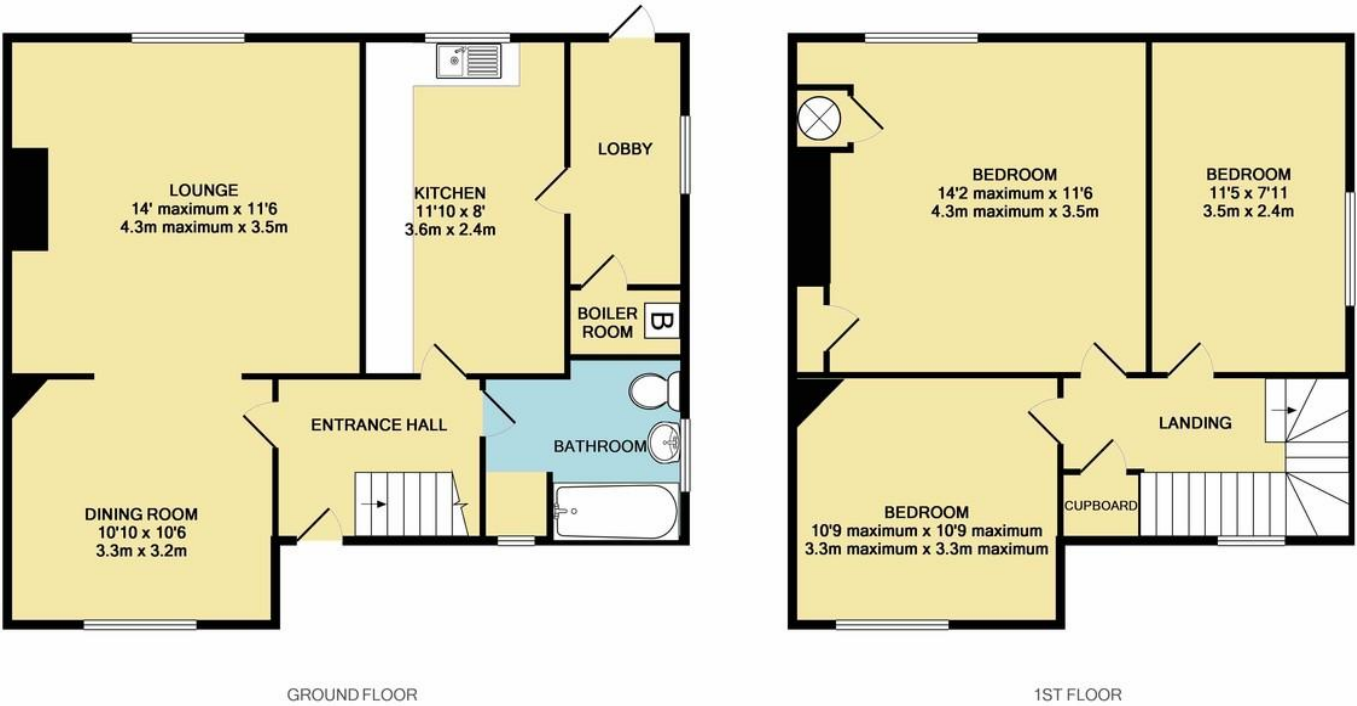 LOUNGE
14' maximum x 11'6
4.3m maximum x 3.5m
KITCHEN
11'10 x 8'
3.6m x 2.4m
LOBBY
BOILER
ROOM
B
ENTRANCE HALL
BATHROOM
DINING ROOM
10'10 x 10'6
3.3m x 3.2m
GROUND FLOOR
BEDROOM
14'2 maximum x 11'6
4.3m maximum x 3.5m
BEDROOM
11'5 x 7'11
3.5m x 2.4m
LANDING
CUPBOARD
BEDROOM
10'9 maximum x 10'9 maximum
3.3m maximum x 3.3m maximum
1ST FLOOR